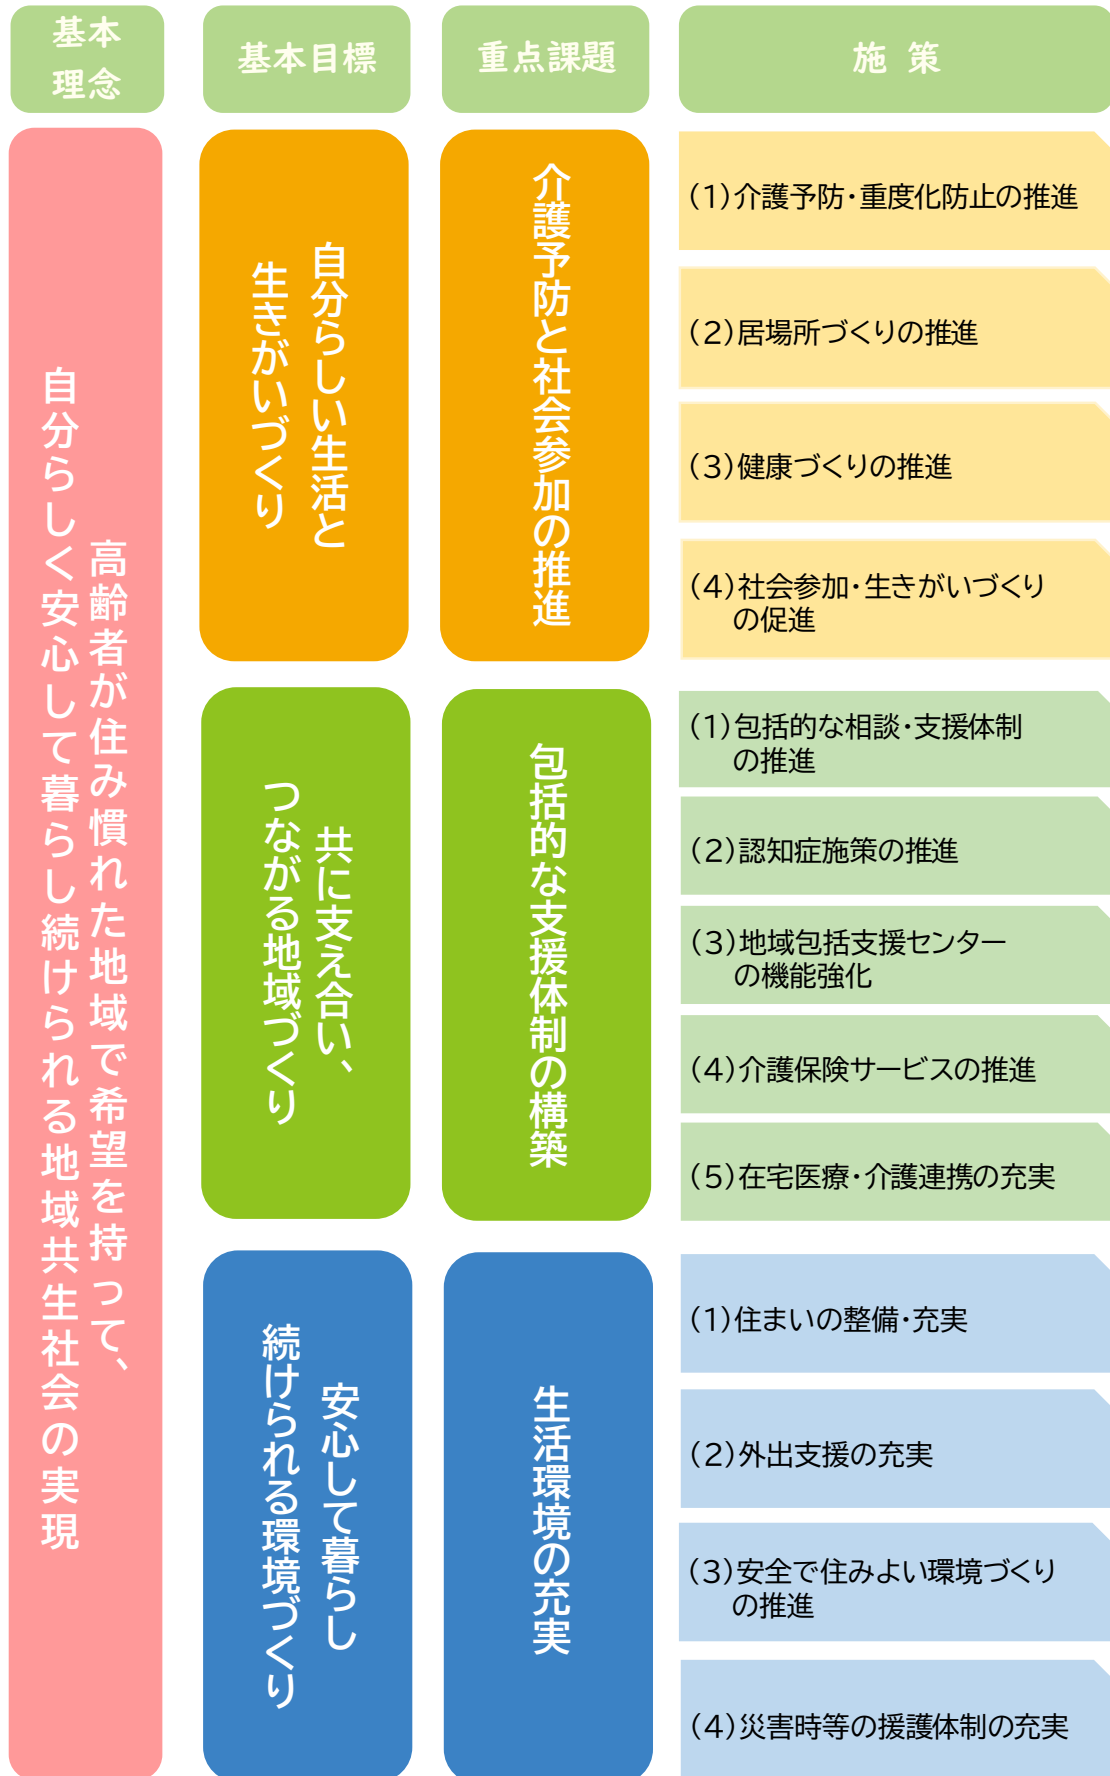 基本
理念
基本目標
重点課題
施 策
高齢者が住み慣れた地域で希望を持って、
自分らしく安心して暮らし続けられる地域共生社会の実現
自分らしい生活と
生きがいづくり
介護予防と社会参加の推進
(1)介護予防・重度化防止の推進
(2)居場所づくりの推進
(3)健康づくりの推進
(4)社会参加・生きがいづくり
の促進
共に支え合い、
つながる地域づくり
包括的な支援体制の構築
(1)包括的な相談・支援体制
の推進
(2)認知症施策の推進
(3)地域包括支援センター
の機能強化
(4)介護保険サービスの推進
(5)在宅医療・介護連携の充実
安心して暮らし
続けられる環境づくり
生活環境の充実
(1)住まいの整備・充実
(2)外出支援の充実
(3)安全で住みよい環境づくり
の推進
(4)災害時等の援護体制の充実